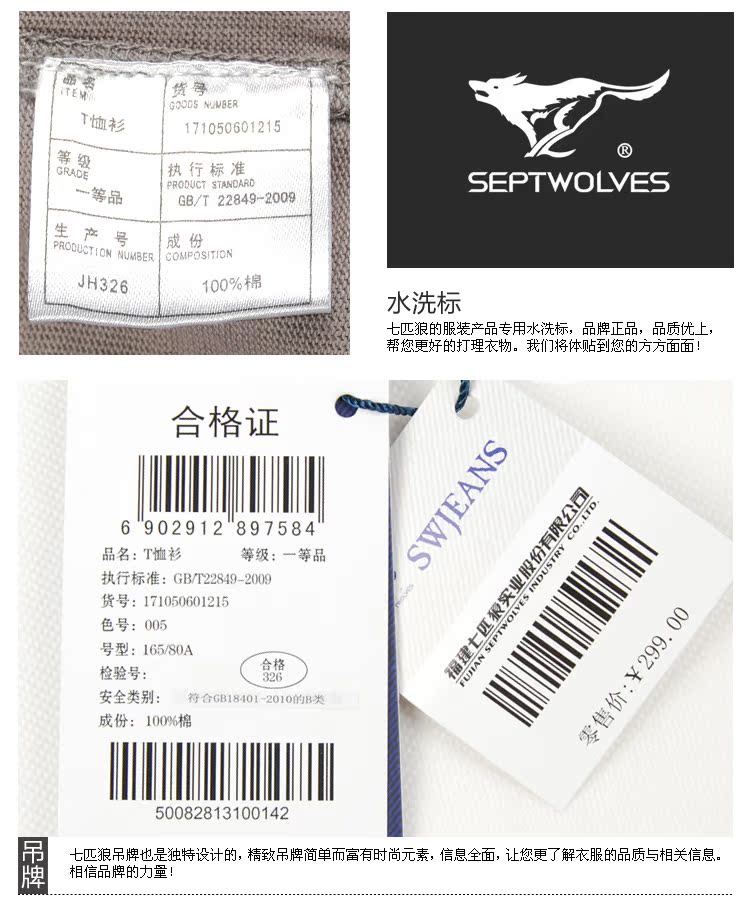 品名
ITEM
T恤衫
货号
GOODS NUMBER
171050601215
等级
GRADE
一等品
执行标准
PRODUCT STANDARD
GB/T 22849-2009
生产号
PRODUCTION NUMBER
JH326
成份
COMPOSITION
100%棉
®
SEPTWOLVES
水洗标
七匹狼的服装产品专用水洗标，品牌正品，品质优上，
帮您更好的打理衣物。我们将体贴到您的方方面面！
合格证
6 902912 897584
品名：T恤衫 等级：一等品
执行标准：GB/T22849-2009
货号：171050601215
色号：005
号型：165/80A
检验号：
合格
326
安全类别： 符合GB18401-2010的B类
成份：100%棉
50082813100142
SWJEANS
福建七匹狼实业股份有限公司
FUJIAN SEPTWOLVES INDUSTRY CO.,LTD.
零售价:￥299.00
吊牌
七匹狼吊牌也是独特设计的，精致吊牌简单而富有时尚元素，信息全面，让您更了解衣服的品质与相关信息。
相信品牌的力量！